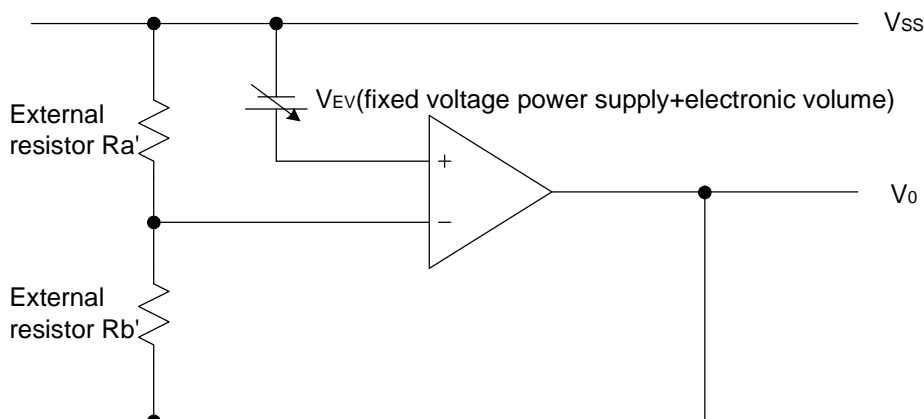 VSS
VEV(fixed voltage power supply+electronic volume)
External
resistor Ra'
+
−
V0
External
resistor Rb'